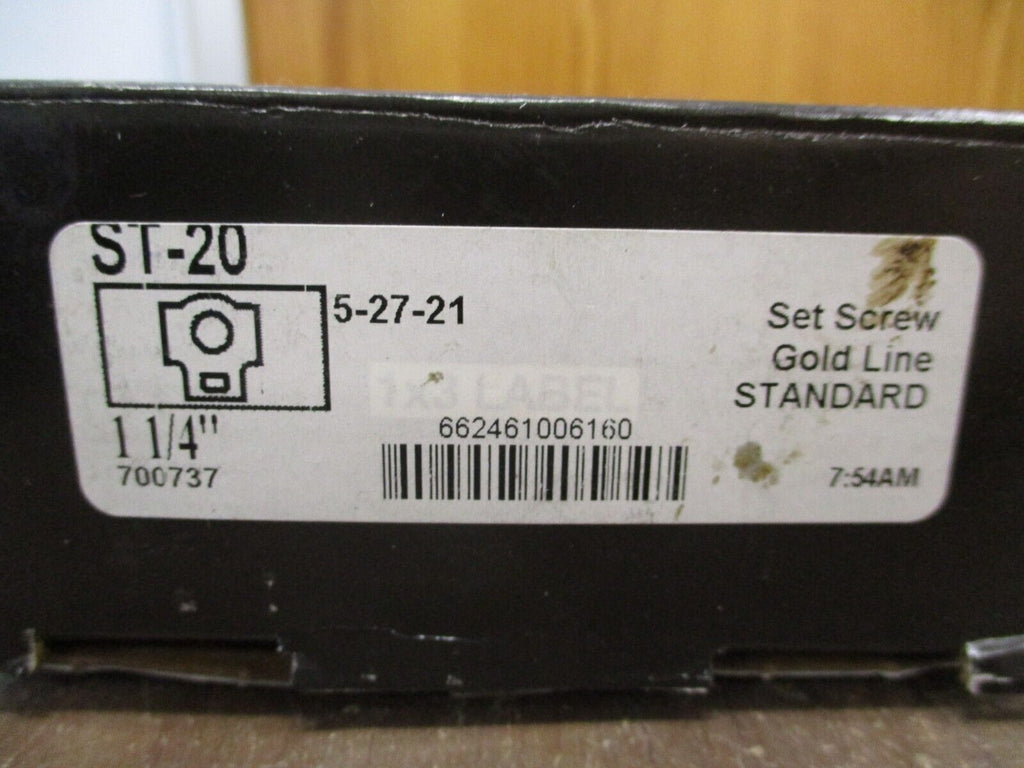 ST-20
5-27-21
Set Screw
Gold Line
STANDARD
1x3 LABEL
1 1/4"
700737
662461006160
7:54AM